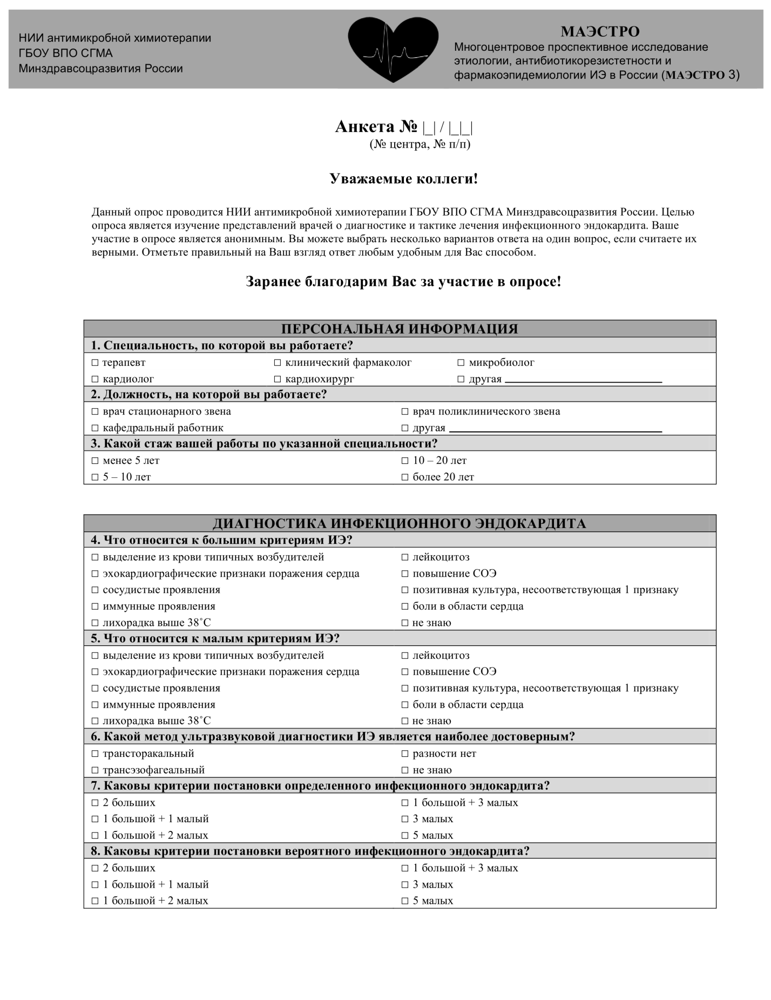 НИИ антимикробной химиотерапии
ГБОУ ВПО СГМА
Минздравсоцразвития России
МАЭСТРО
Многоцентровое проспективное исследование
этиологии, антибиотикорезистетности и
фармакоэпидемиологии ИЭ в России (МАЭСТРО 3)
Анкета № |_| / |_|_|
(№ центра, № п/п)
Уважаемые коллеги!
Данный опрос проводится НИИ антимикробной химиотерапии ГБОУ ВПО СГМА Минздравсоцразвития России. Целью
опроса является изучение представлений врачей о диагностике и тактике лечения инфекционного эндокардита. Ваше
участие в опросе является анонимным. Вы можете выбрать несколько вариантов ответа на один вопрос, если считаете их
верными. Отметьте правильный на Ваш взгляд ответ любым удобным для Вас способом.
Заранее благодарим Вас за участие в опросе!
ПЕРСОНАЛЬНАЯ ИНФОРМАЦИЯ
1. Специальность, по которой вы работаете?
□ терапевт □ клинический фармаколог □ микробиолог
□ кардиолог □ кардиохирург □ другая
2. Должность, на которой вы работаете?
□ врач стационарного звена □ врач поликлинического звена
□ кафедральный работник □ другая
3. Какой стаж вашей работы по указанной специальности?
□ менее 5 лет □ 10 – 20 лет
□ 5 – 10 лет □ более 20 лет
ДИАГНОСТИКА ИНФЕКЦИОННОГО ЭНДОКАРДИТА
4. Что относится к большим критериям ИЭ?
□ выделение из крови типичных возбудителей □ лейкоцитоз
□ эхокардиографические признаки поражения сердца □ повышение СОЭ
□ сосудистые проявления □ позитивная культура, несоответствующая 1 признаку
□ иммунные проявления □ боли в области сердца
□ лихорадка выше 38˚С □ не знаю
5. Что относится к малым критериям ИЭ?
□ выделение из крови типичных возбудителей □ лейкоцитоз
□ эхокардиографические признаки поражения сердца □ повышение СОЭ
□ сосудистые проявления □ позитивная культура, несоответствующая 1 признаку
□ иммунные проявления □ боли в области сердца
□ лихорадка выше 38˚С □ не знаю
6. Какой метод ультразвуковой диагностики ИЭ является наиболее достоверным?
□ трансторакальный □ разности нет
□ трансэзофагеальный □ не знаю
7. Каковы критерии постановки определенного инфекционного эндокардита?
□ 2 больших □ 1 большой + 3 малых
□ 1 большой + 1 малый □ 3 малых
□ 1 большой + 2 малых □ 5 малых
8. Каковы критерии постановки вероятного инфекционного эндокардита?
□ 2 больших □ 1 большой + 3 малых
□ 1 большой + 1 малый □ 3 малых
□ 1 большой + 2 малых □ 5 малых